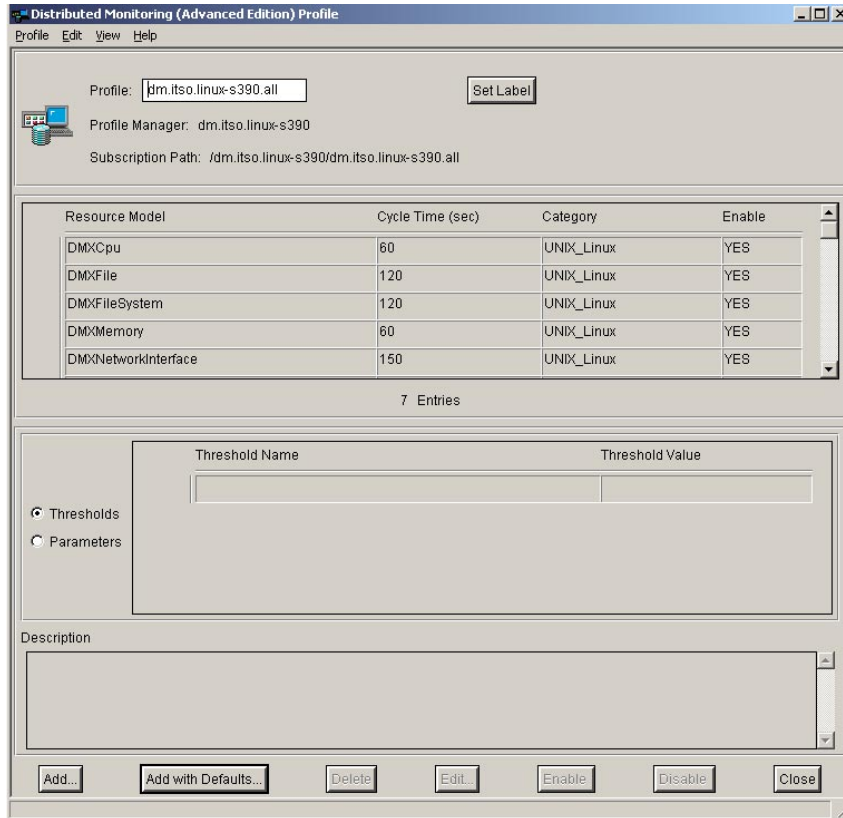 Distributed Monitoring (Advanced Edition) Profile
Profile Edit View Help
Profile: dm.itso.linux-s390.all Set Label
Profile Manager: dm.itso.linux-s390
Subscription Path: /dm.itso.linux-s390/dm.itso.linux-s390.all
Resource Model Cycle Time (sec) Category Enable
DMXCpu 60 UNIX_Linux YES
DMXFile 120 UNIX_Linux YES
DMXFileSystem 120 UNIX_Linux YES
DMXMemory 60 UNIX_Linux YES
DMXNetworkInterface 150 UNIX_Linux YES
7 Entries
Threshold Name Threshold Value
Thresholds
Parameters
Description
Add... Add with Defaults... Delete Edit... Enable Disable Close